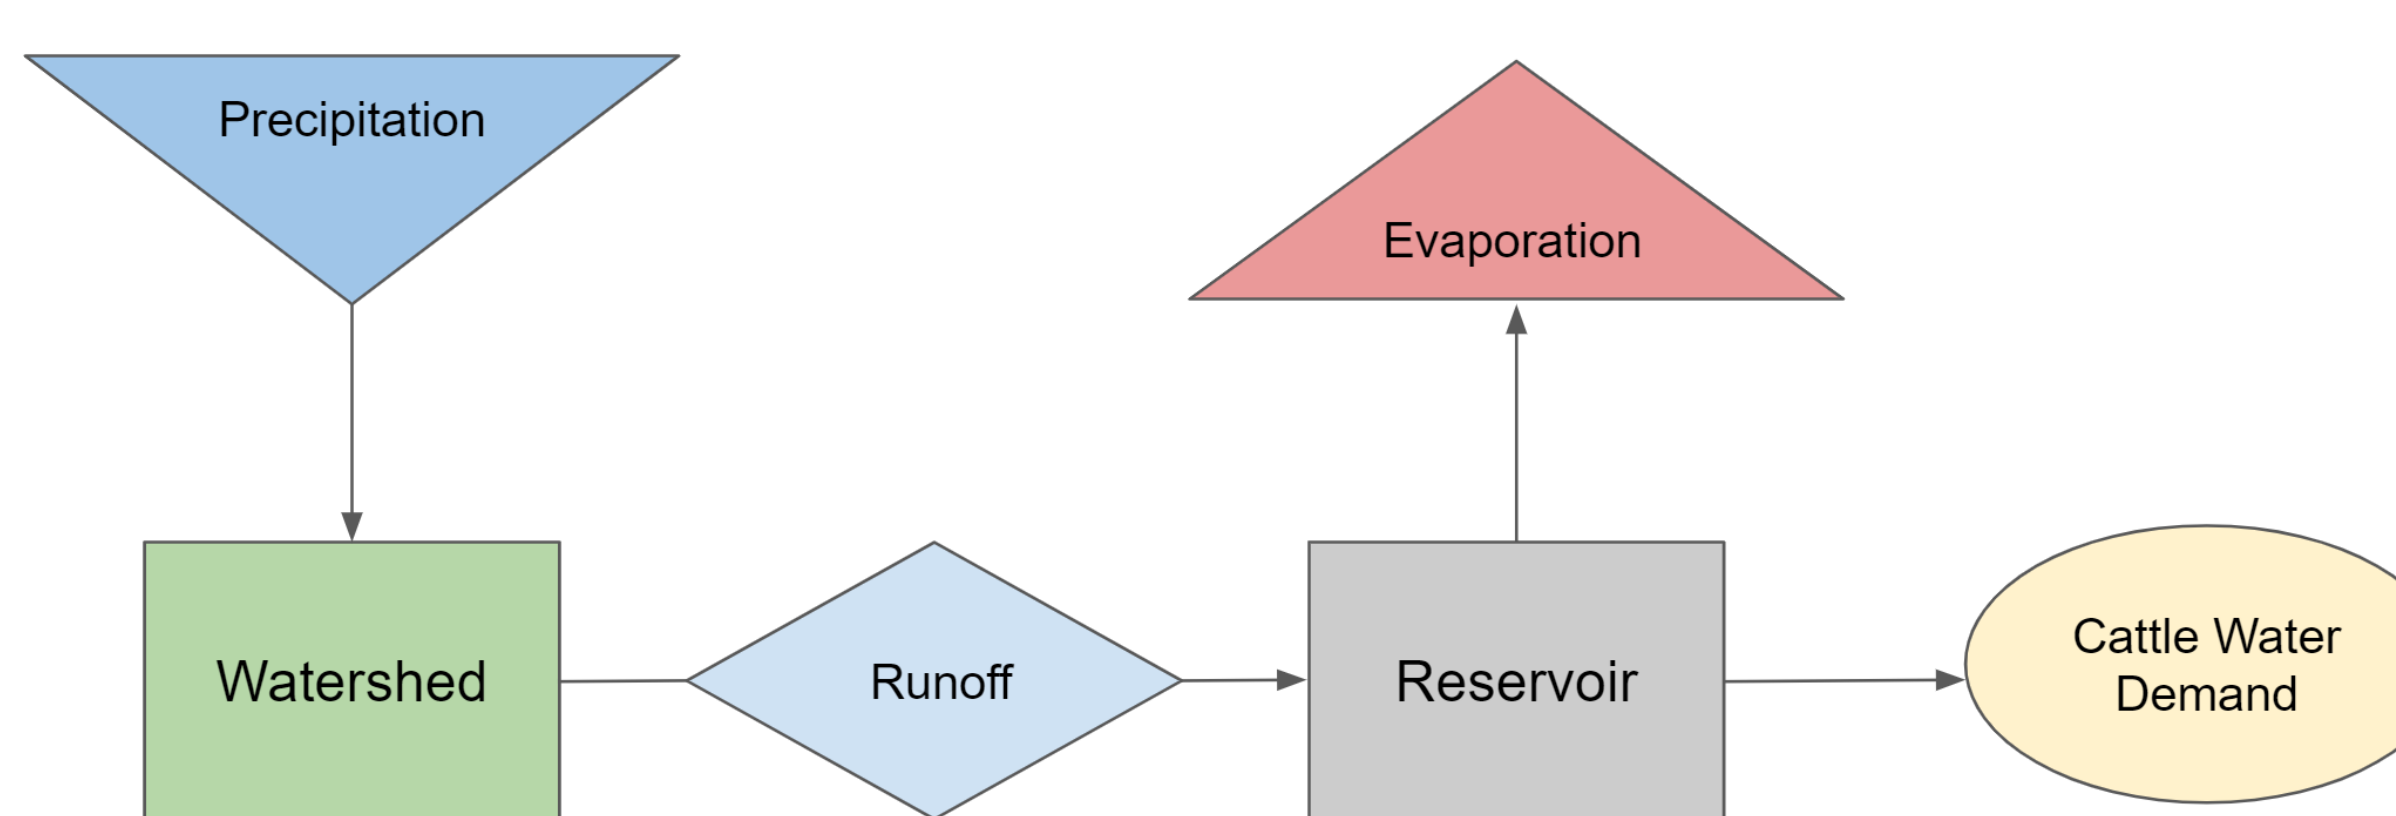 Precipitation
Evaporation
Watershed
Runoff
Reservoir
Cattle Water
Demand